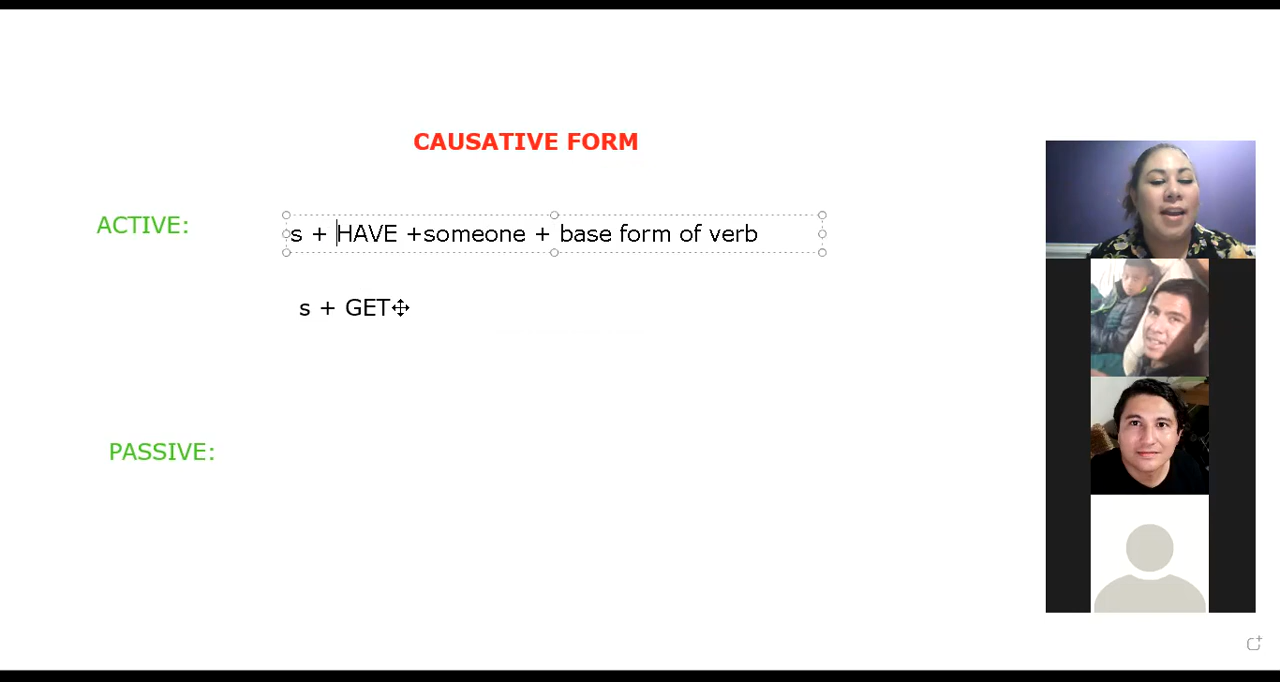 CAUSATIVE FORM
ACTIVE:
s + HAVE +someone + base form of verb
s + GET
PASSIVE: